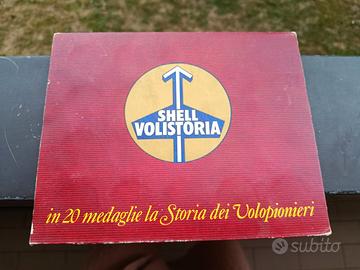 SHELL
VOLISTORIA
in 20 medaglie la Storia dei Volopionieri
subito